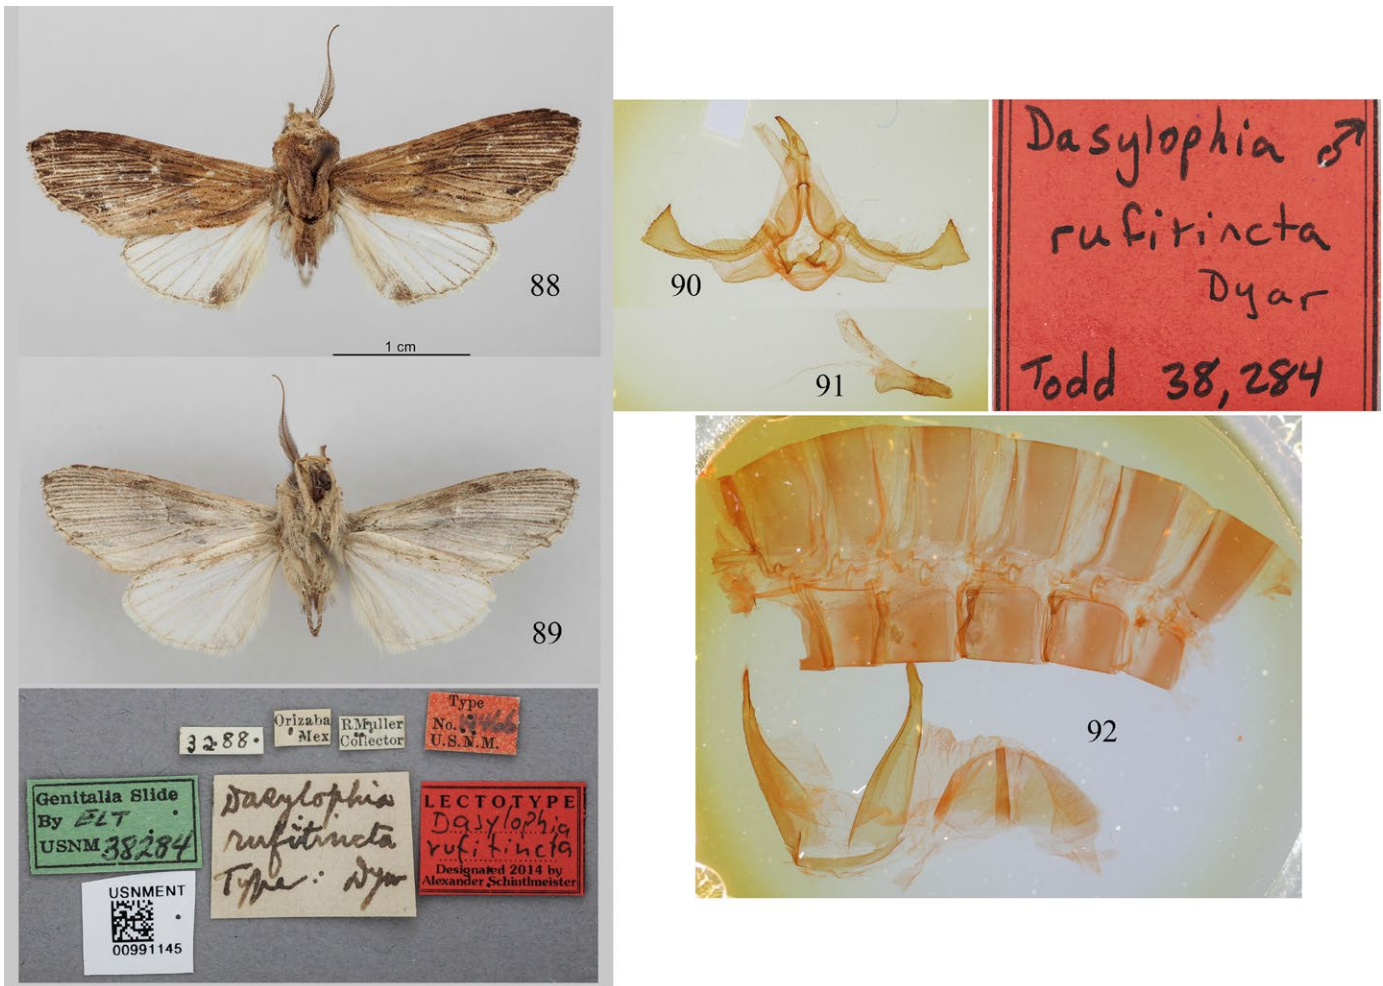 88
1 cm
89
3288.
Orizaba
Mex
R Muller
Collector
Type
No.
U.S.N.M.
Genitalia Slide
By ELT
USNM 38284
Dasylophia
rufitincta
Type: Dyar
LECTOTYPE
Dasylophia
rufitincta
Designated 2014 by
Alexander Schintlmeister
USNMENT
00991145
90
91
Dasylophia ♂
rufitincta
Dyar
Todd 38,284
92